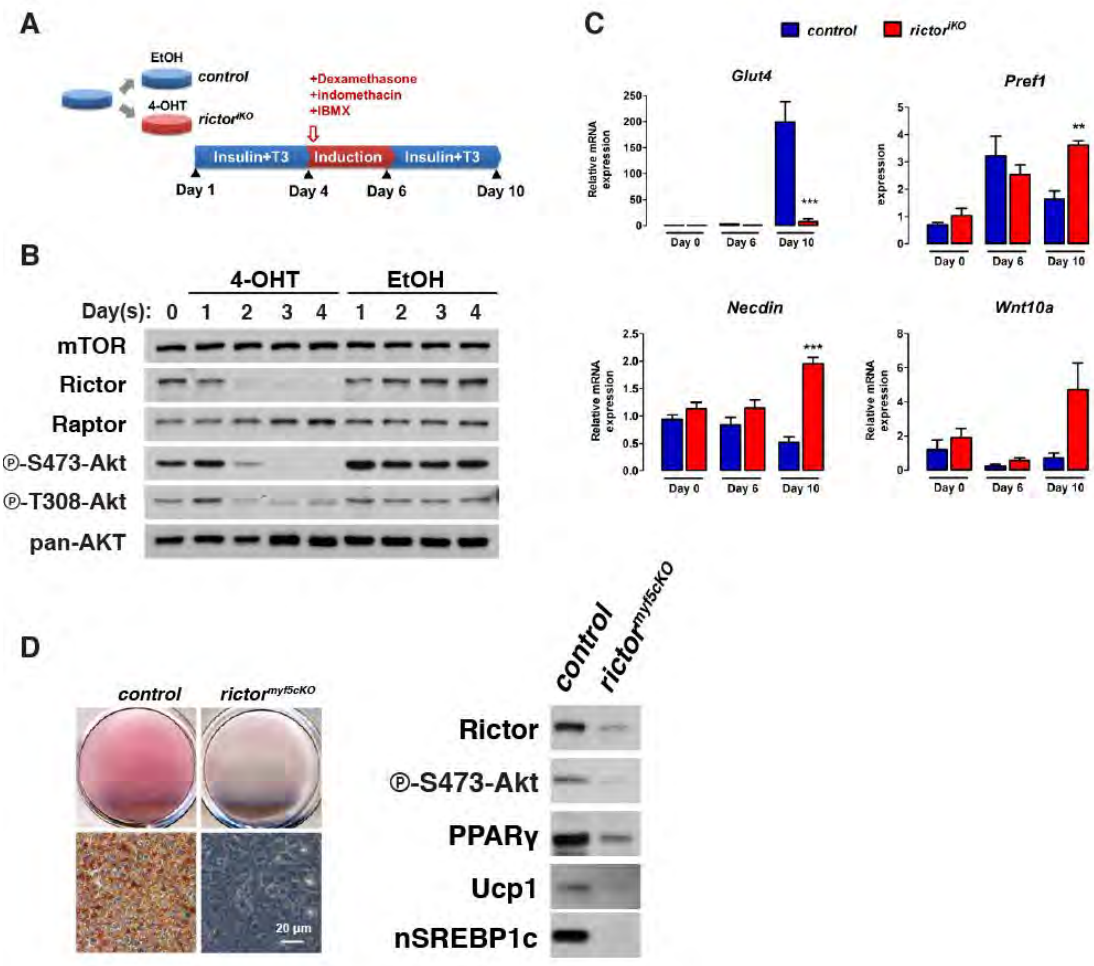 A
EtOH
control
4-OHT
rictor^iKO
+Dexamethasone
+indomethacin
+IBMX
Insulin+T3 Induction Insulin+T3
Day 1 Day 4 Day 6 Day 10
B
4-OHT EtOH
Day(s): 0 1 2 3 4 1 2 3 4
mTOR
Rictor
Raptor
Ⓟ-S473-Akt
Ⓟ-T308-Akt
pan-AKT
C
control rictor^iKO
Glut4
Relative mRNA
expression
250
200
150
100
50
0
***
Day 0 Day 6 Day 10
Pref1
expression
5
4
3
2
1
0
**
Day 0 Day 6 Day 10
Necdin
Relative mRNA
expression
2.5
2.0
1.5
1.0
0.5
0.0
***
Day 0 Day 6 Day 10
Wnt10a
Relative mRNA
expression
8
6
4
2
0
Day 0 Day 6 Day 10
D
control rictor^myf5cKO
20 µm
control rictor^myf5cKO
Rictor
Ⓟ-S473-Akt
PPARγ
Ucp1
nSREBP1c